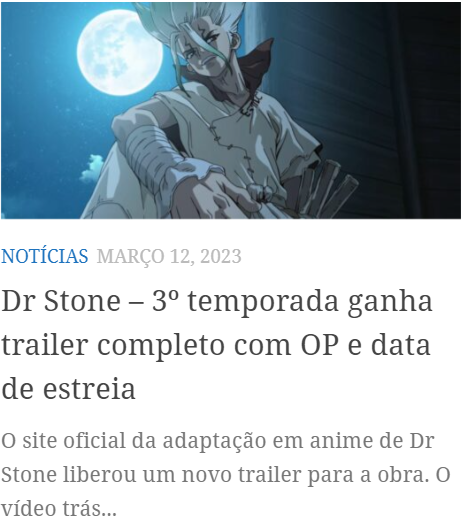 NOTÍCIAS MARÇO 12, 2023
Dr Stone – 3º temporada ganha
trailer completo com OP e data
de estreia
O site oficial da adaptação em anime de Dr
Stone liberou um novo trailer para a obra. O
vídeo trás...